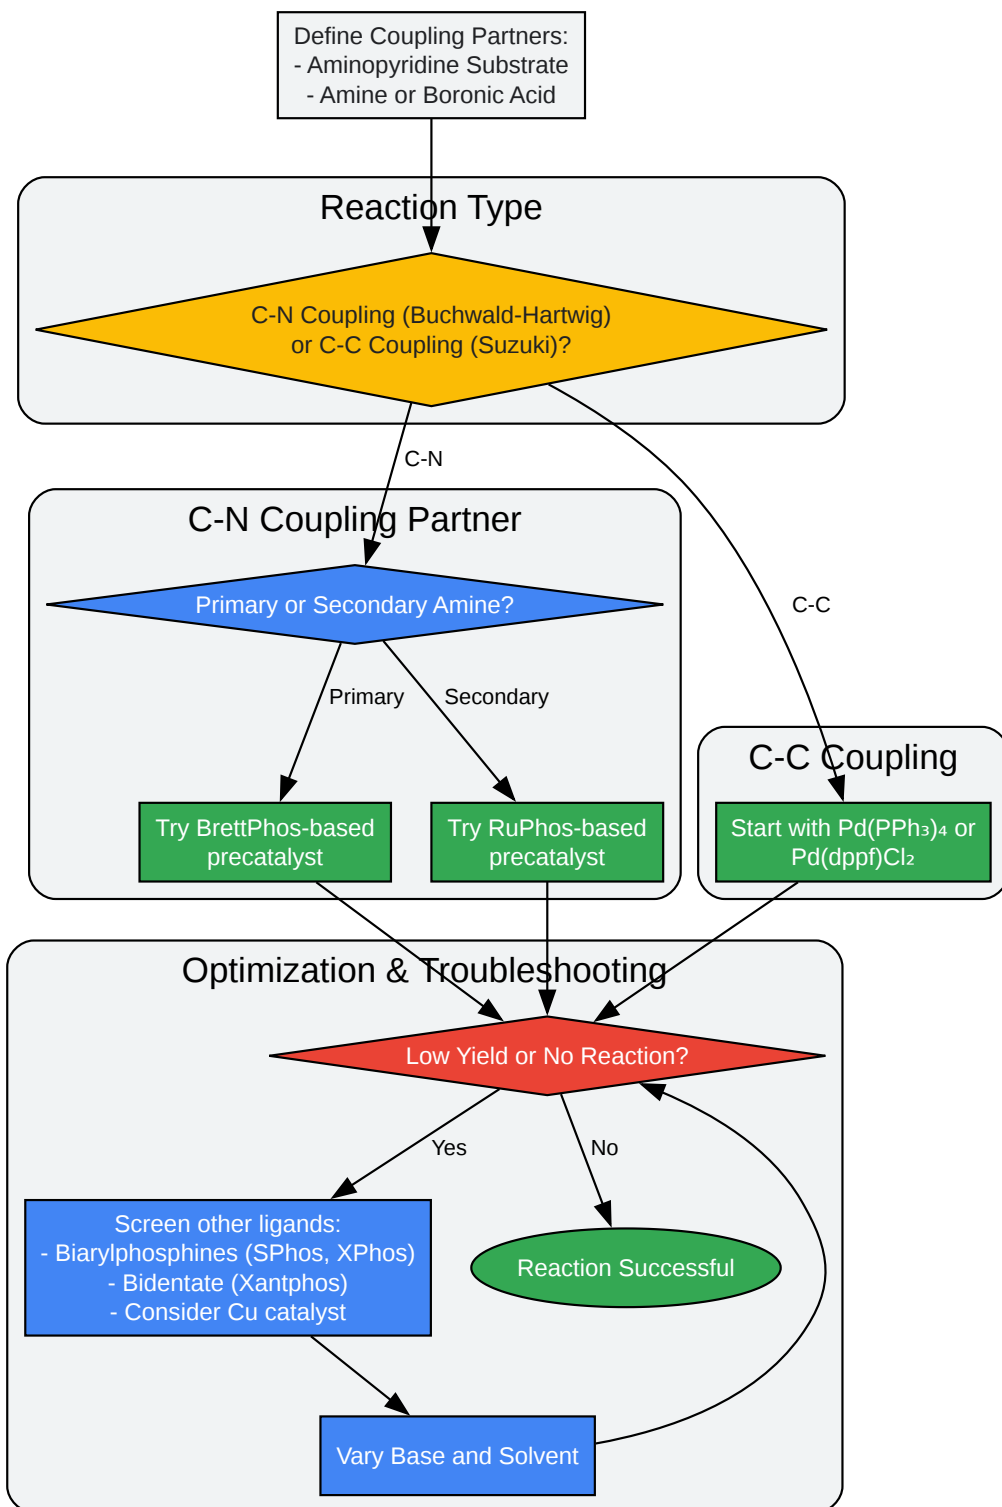 Define Coupling Partners:
- Aminopyridine Substrate
- Amine or Boronic Acid
Reaction Type
C-N Coupling (Buchwald-Hartwig)
or C-C Coupling (Suzuki)?
C-N
C-C
C-N Coupling Partner
Primary or Secondary Amine?
Primary
Secondary
Try BrettPhos-based
precatalyst
Try RuPhos-based
precatalyst
C-C Coupling
Start with Pd(PPh₃)₄ or
Pd(dppf)Cl₂
Optimization & Troubleshooting
Low Yield or No Reaction?
Yes
No
Screen other ligands:
- Biarylphosphines (SPhos, XPhos)
- Bidentate (Xantphos)
- Consider Cu catalyst
Reaction Successful
Vary Base and Solvent